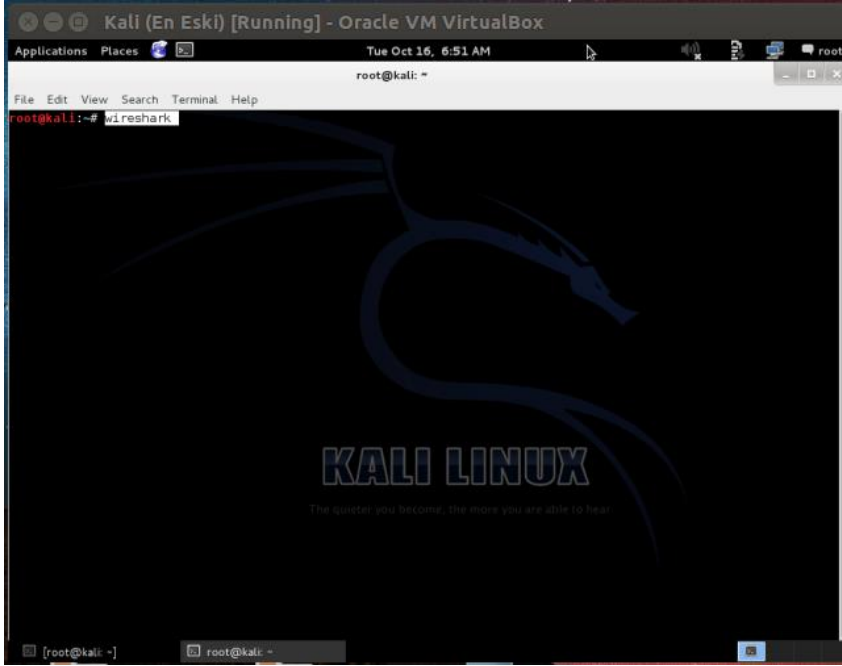 Kali (En Eski) [Running] - Oracle VM VirtualBox
Applications Places Tue Oct 16, 6:51 AM root
root@kali: ~
File Edit View Search Terminal Help
root@kali:~# wireshark
KALI LINUX
The quieter you become, the more you are able to hear
[root@kali: ~] root@kali: ~